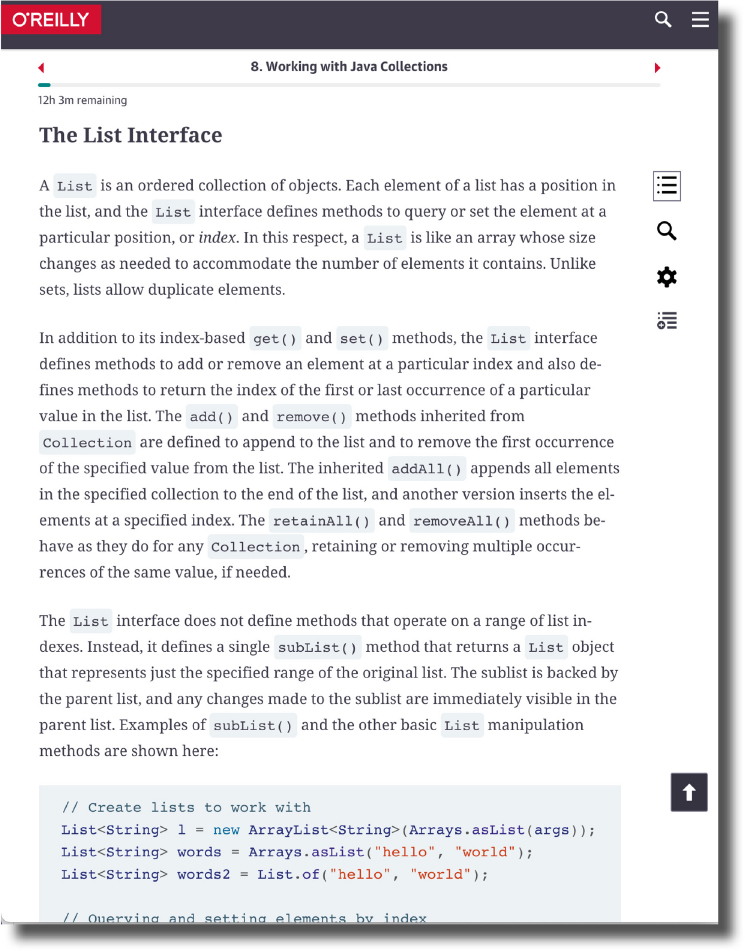 O'REILLY
8. Working with Java Collections
12h 3m remaining
The List Interface
A List is an ordered collection of objects. Each element of a list has a position in
the list, and the List interface defines methods to query or set the element at a
particular position, or index. In this respect, a List is like an array whose size
changes as needed to accommodate the number of elements it contains. Unlike
sets, lists allow duplicate elements.
In addition to its index-based get() and set() methods, the List interface
defines methods to add or remove an element at a particular index and also de-
fines methods to return the index of the first or last occurrence of a particular
value in the list. The add() and remove() methods inherited from
Collection are defined to append to the list and to remove the first occurrence
of the specified value from the list. The inherited addAll() appends all elements
in the specified collection to the end of the list, and another version inserts the el-
ements at a specified index. The retainAll() and removeAll() methods be-
have as they do for any Collection, retaining or removing multiple occur-
rences of the same value, if needed.
The List interface does not define methods that operate on a range of list in-
dexes. Instead, it defines a single subList() method that returns a List object
that represents just the specified range of the original list. The sublist is backed by
the parent list, and any changes made to the sublist are immediately visible in the
parent list. Examples of subList() and the other basic List manipulation
methods are shown here:
// Create lists to work with
List<String> l = new ArrayList<String>(Arrays.asList(args));
List<String> words = Arrays.asList("hello", "world");
List<String> words2 = List.of("hello", "world");
// Querying and setting elements by index